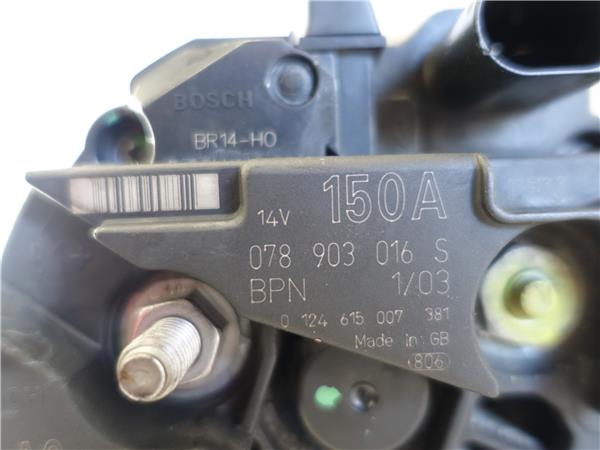 BOSCH
BR14-HO
14V 150A
078 903 016 S
BPN 1/03
0 124 615 007 381
Made in GB
806